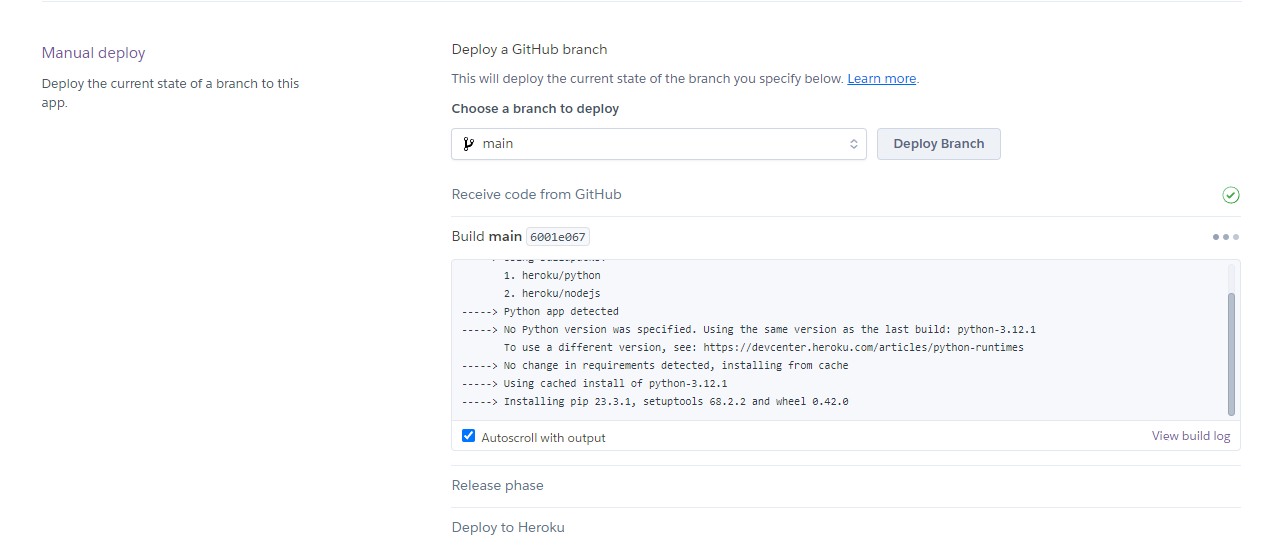 Manual deploy
Deploy the current state of a branch to this
app.
Deploy a GitHub branch
This will deploy the current state of the branch you specify below. Learn more.
Choose a branch to deploy
main
Deploy Branch
Receive code from GitHub
Build main 6001e067
1. heroku/python
2. heroku/nodejs
-----> Python app detected
-----> No Python version was specified. Using the same version as the last build: python-3.12.1
To use a different version, see: https://devcenter.heroku.com/articles/python-runtimes
-----> No change in requirements detected, installing from cache
-----> Using cached install of python-3.12.1
-----> Installing pip 23.3.1, setuptools 68.2.2 and wheel 0.42.0
Autoscroll with output
View build log
Release phase
Deploy to Heroku